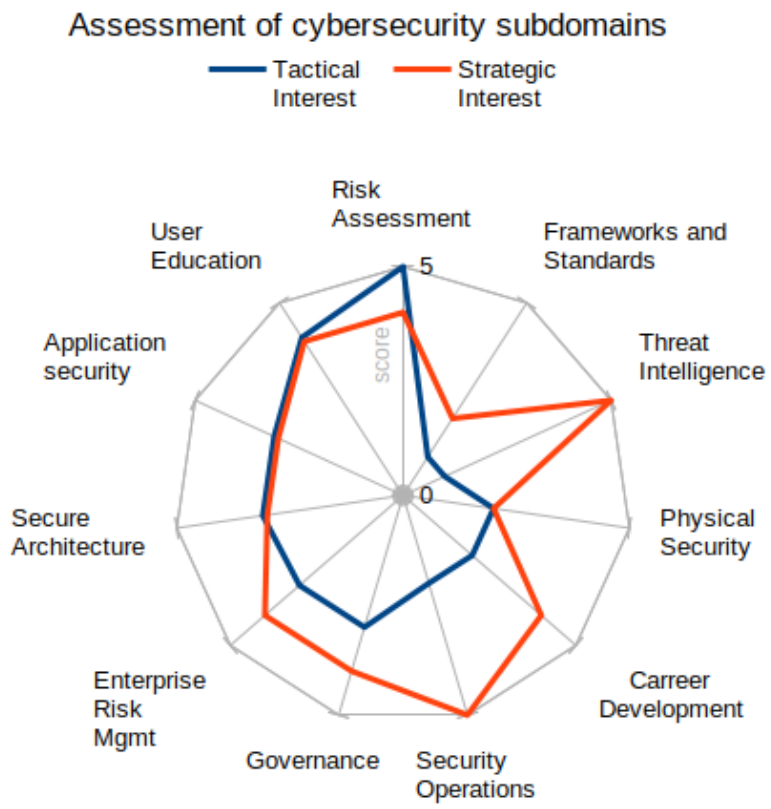 Assessment of cybersecurity subdomains
Tactical
Interest
Strategic
Interest
Risk
Assessment
User
Education
Frameworks and
Standards
5
score
Application
security
Threat
Intelligence
0
Secure
Architecture
Physical
Security
Enterprise
Risk
Mgmt
Carreer
Development
Governance
Security
Operations